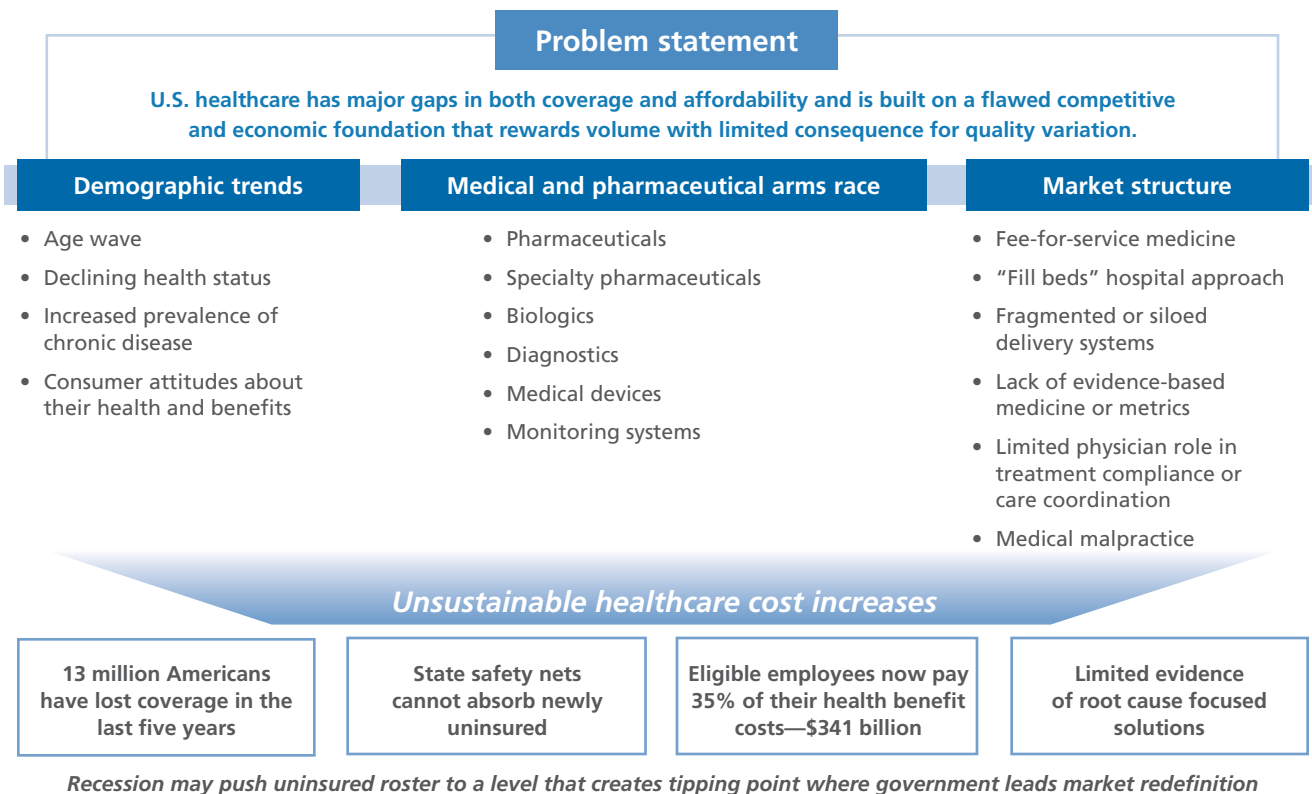 Problem statement
U.S. healthcare has major gaps in both coverage and affordability and is built on a flawed competitive
and economic foundation that rewards volume with limited consequence for quality variation.
Demographic trends
• Age wave
• Declining health status
• Increased prevalence of
chronic disease
• Consumer attitudes about
their health and benefits
Medical and pharmaceutical arms race
• Pharmaceuticals
• Specialty pharmaceuticals
• Biologics
• Diagnostics
• Medical devices
• Monitoring systems
Market structure
• Fee-for-service medicine
• “Fill beds” hospital approach
• Fragmented or siloed
delivery systems
• Lack of evidence-based
medicine or metrics
• Limited physician role in
treatment compliance or
care coordination
• Medical malpractice
Unsustainable healthcare cost increases
13 million Americans
have lost coverage in the
last five years
State safety nets
cannot absorb newly
uninsured
Eligible employees now pay
35% of their health benefit
costs—$341 billion
Limited evidence
of root cause focused
solutions
Recession may push uninsured roster to a level that creates tipping point where government leads market redefinition